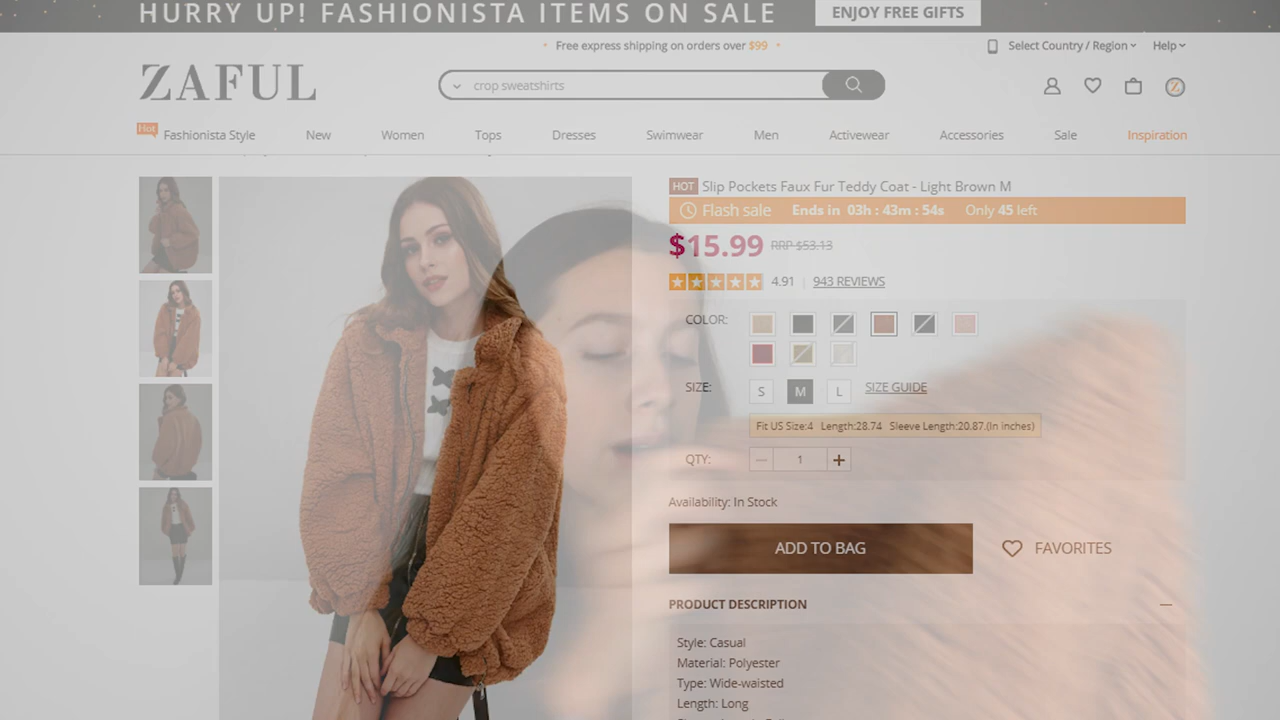 HURRY UP! FASHIONISTA ITEMS ON SALE
ENJOY FREE GIFTS
Free express shipping on orders over $99
Select Country / Region
Help
ZAFUL
crop sweatshirts
Z
Hot
Fashionista Style New Women Tops Dresses Swimwear Men Activewear Accessories Sale Inspiration
HOT Slip Pockets Faux Fur Teddy Coat - Light Brown M
Flash sale Ends in 03h : 43m : 54s Only 45 left
$15.99 RRP $53.13
4.91 | 943 REVIEWS
COLOR:
SIZE: S M L SIZE GUIDE
Fit US Size:4 Length:28.74 Sleeve Length:20.87.(in inches)
QTY: — 1 +
Availability: In Stock
ADD TO BAG
FAVORITES
PRODUCT DESCRIPTION —
Style: Casual
Material: Polyester
Type: Wide-waisted
Length: Long